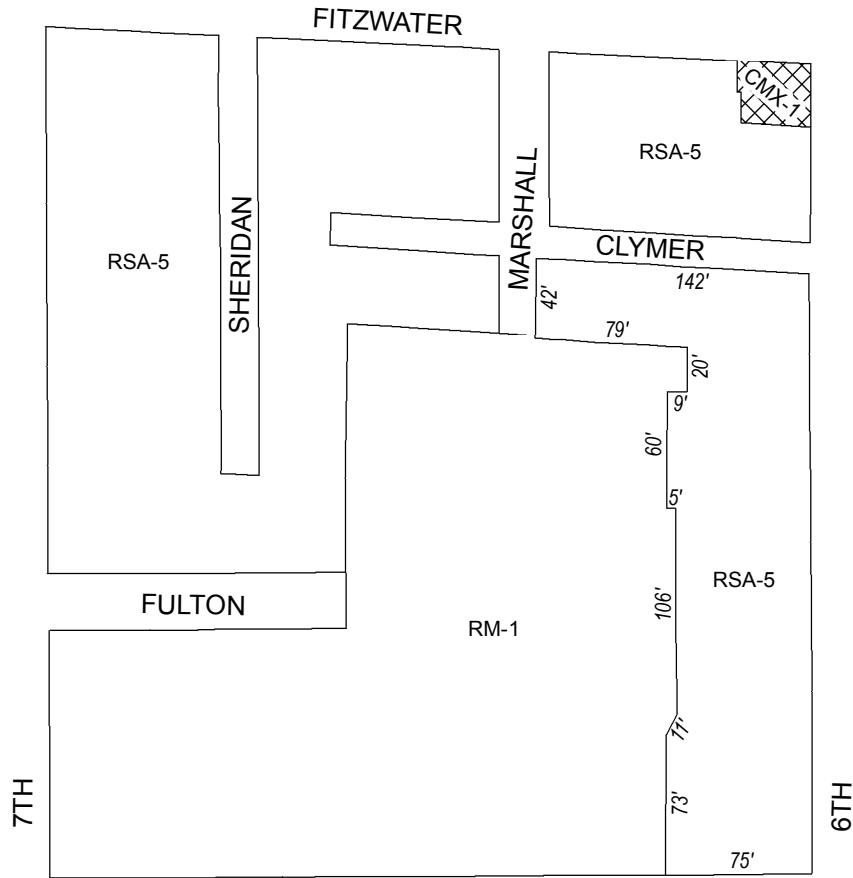 FITZWATER
CMX-1
RSA-5
MARSHALL
SHERIDAN
CLYMER
RSA-5
142'
42'
79'
20'
9'
60'
5'
RSA-5
FULTON
106'
RM-1
11'
7TH
73'
6TH
75'